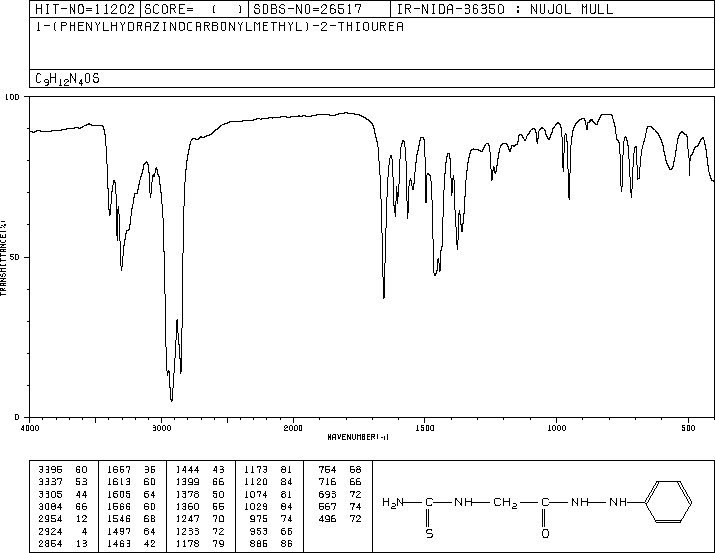 HIT-NO=11202 SCORE= ( ) SDBS-NO=26517 IR-NIDA-36350 : NUJOL MULL
1-(PHENYLHYDRAZINOCARBONYLMETHYL)-2-THIOUREA
C9H12N4OS
100
TRANSMITTANCE(%)
50
0
4000 3000 2000 1500 1000 500
WAVENUMBER(-1)
3395 60 1657 36 1444 43 1173 81 754 68
3337 53 1613 60 1399 66 1120 84 716 66
3305 44 1605 64 1378 50 1074 81 693 72
3084 66 1566 60 1360 55 1029 84 567 74
2954 12 1546 68 1247 70 975 74 496 72
2924 4 1497 64 1233 72 953 66
2854 13 1463 42 1178 79 886 86
H2N C NH CH2 C NH NH
S O